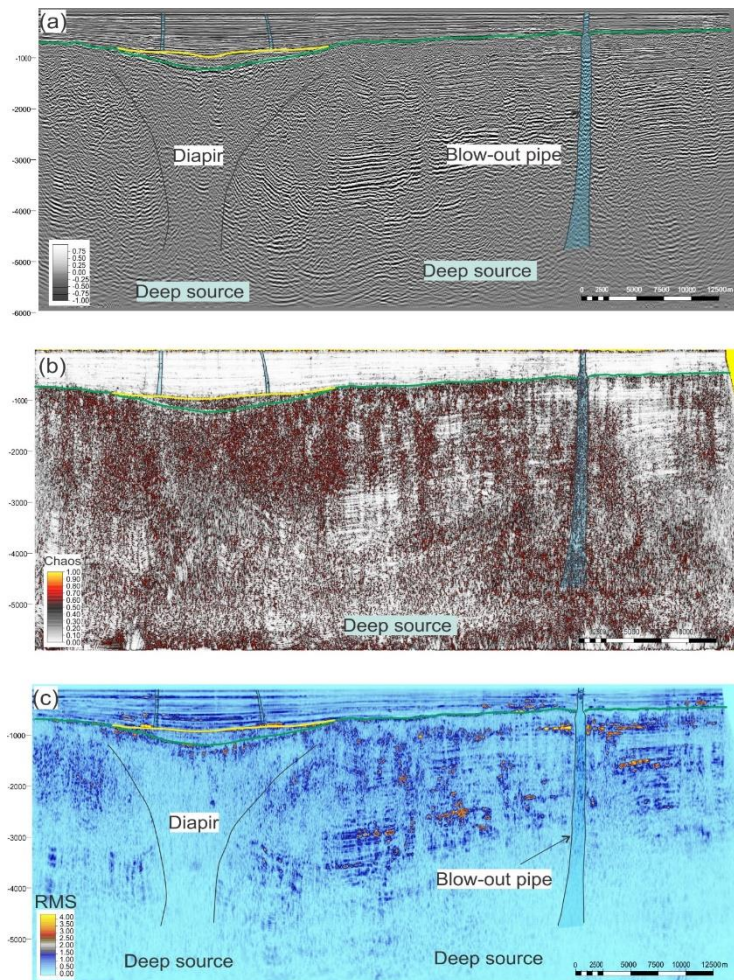 (a)
-1000
-2000
Diapir
Blow-out pipe
-3000
-4000
0.75
0.50
0.25
0.00
-0.25
-0.50
-0.75
-1.00
-5000
Deep source
Deep source
0 2500 5000 7500 10000 12500m
-6000
(b)
-1000
-2000
-3000
-4000
Chaos
1.00
0.90
0.80
0.70
0.60
0.50
0.40
0.30
0.20
0.10
0.00
-5000
Deep source
(c)
-1000
-2000
Diapir
-3000
Blow-out pipe
-4000
RMS
4.00
3.50
3.00
2.50
2.00
1.50
1.00
0.50
0.00
-5000
Deep source
Deep source
0 2500 5000 7500 10000 12500m